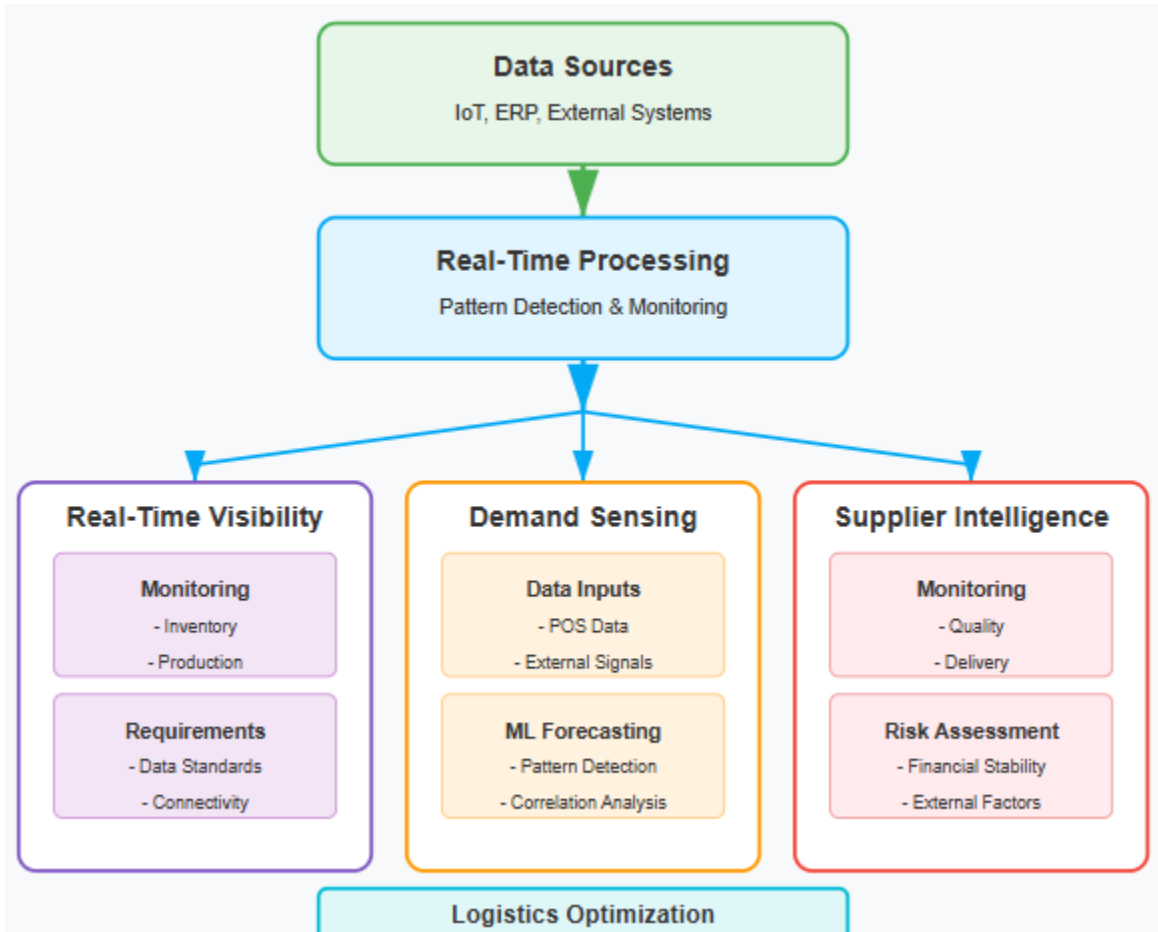 Data Sources
IoT, ERP, External Systems
Real-Time Processing
Pattern Detection & Monitoring
Real-Time Visibility
Monitoring
- Inventory
- Production
Requirements
- Data Standards
- Connectivity
Demand Sensing
Data Inputs
- POS Data
- External Signals
ML Forecasting
- Pattern Detection
- Correlation Analysis
Supplier Intelligence
Monitoring
- Quality
- Delivery
Risk Assessment
- Financial Stability
- External Factors
Logistics Optimization